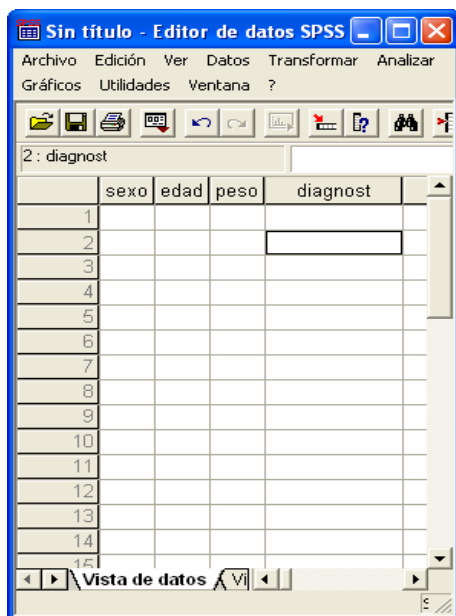 Sin título - Editor de datos SPSS
Archivo Edición Ver Datos Transformar Analizar
Gráficos Utilidades Ventana ?
2 : diagnost
sexo edad peso diagnost
1
2
3
4
5
6
7
8
9
10
11
12
13
14
15
Vista de datos Vi